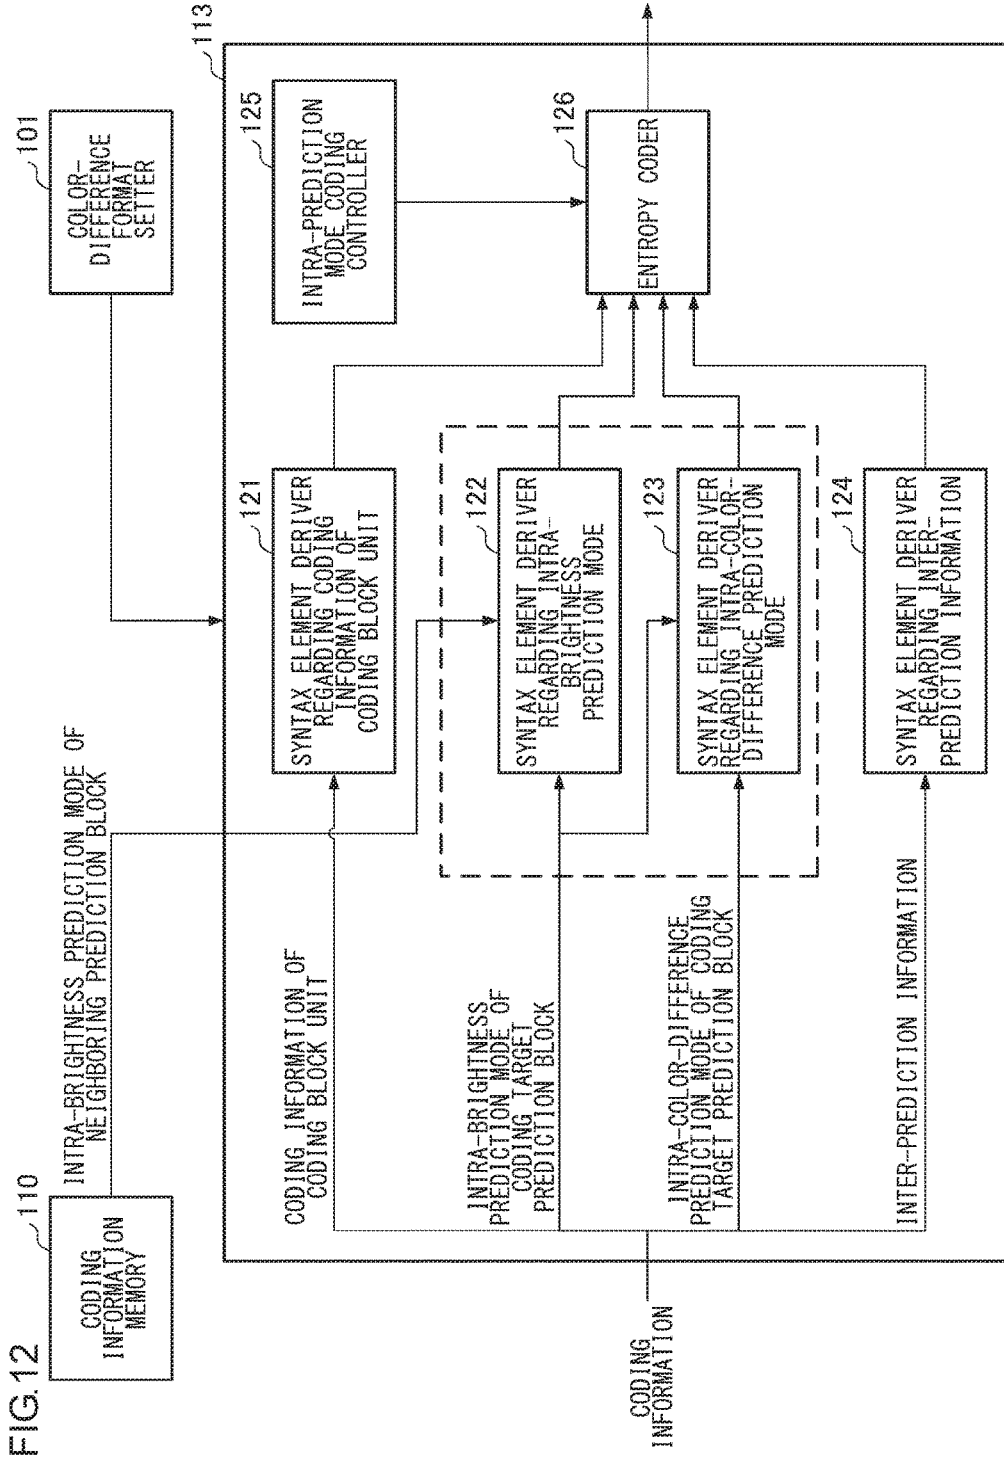 FIG.12
110
CODING
INFORMATION
MEMORY
INTRA-BRIGHTNESS PREDICTION MODE OF
NEIGHBORING PREDICTION BLOCK
101
COLOR-
DIFFERENCE
FORMAT
SETTER
113
CODING INFORMATION OF
CODING BLOCK UNIT
121
SYNTAX ELEMENT DERIVER
REGARDING CODING
INFORMATION OF
CODING BLOCK UNIT
125
INTRA-PREDICTION
MODE CODING
CONTROLLER
INTRA-BRIGHTNESS
PREDICTION MODE OF
CODING TARGET
PREDICTION BLOCK
122
SYNTAX ELEMENT DERIVER
REGARDING INTRA-
BRIGHTNESS
PREDICTION MODE
126
ENTROPY CODER
CODING
INFORMATION
INTRA-COLOR-DIFFERENCE
PREDICTION MODE OF CODING
TARGET PREDICTION BLOCK
123
SYNTAX ELEMENT DERIVER
REGARDING INTRA-COLOR-
DIFFERENCE PREDICTION
MODE
INTER-PREDICTION INFORMATION
124
SYNTAX ELEMENT DERIVER
REGARDING INTER-
PREDICTION INFORMATION